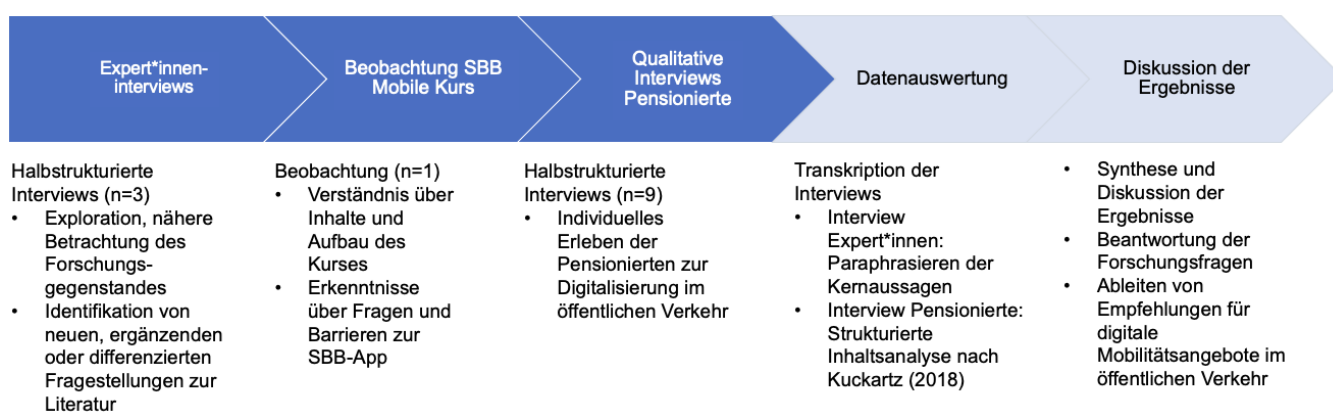 Expert*innen-
interviews
Beobachtung SBB
Mobile Kurs
Qualitative
Interviews
Pensionierte
Datenauswertung
Diskussion der
Ergebnisse
Halbstrukturierte
Interviews (n=3)
• Exploration, nähere
Betrachtung des
Forschungs-
gegenstandes
• Identifikation von
neuen, ergänzenden
oder differenzierten
Fragestellungen zur
Literatur
Beobachtung (n=1)
• Verständnis über
Inhalte und
Aufbau des
Kurses
• Erkenntnisse
über Fragen und
Barrieren zur
SBB-App
Halbstrukturierte
Interviews (n=9)
• Individuelles
Erleben der
Pensionierten zur
Digitalisierung im
öffentlichen Verkehr
Transkription der
Interviews
• Interview
Expert*innen:
Paraphrasieren der
Kernaussagen
• Interview Pensionierte:
Strukturierte
Inhaltsanalyse nach
Kuckartz (2018)
• Synthese und
Diskussion der
Ergebnisse
• Beantwortung der
Forschungsfragen
• Ableiten von
Empfehlungen für
digitale
Mobilitätsangebote im
öffentlichen Verkehr